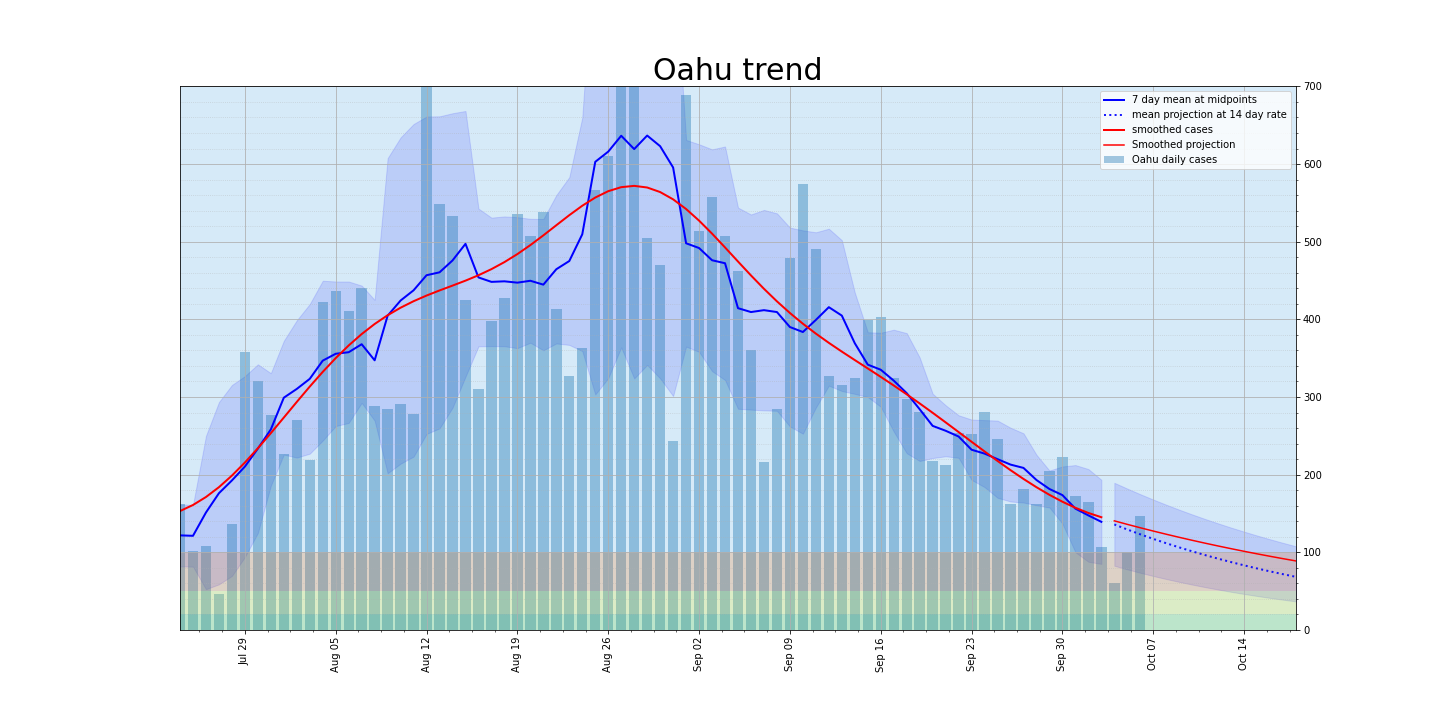 Oahu trend
7 day mean at midpoints
mean projection at 14 day rate
smoothed cases
Smoothed projection
Oahu daily cases
700
600
500
400
300
200
100
0
Jul 29
Aug 05
Aug 12
Aug 19
Aug 26
Sep 02
Sep 09
Sep 16
Sep 23
Sep 30
Oct 07
Oct 14